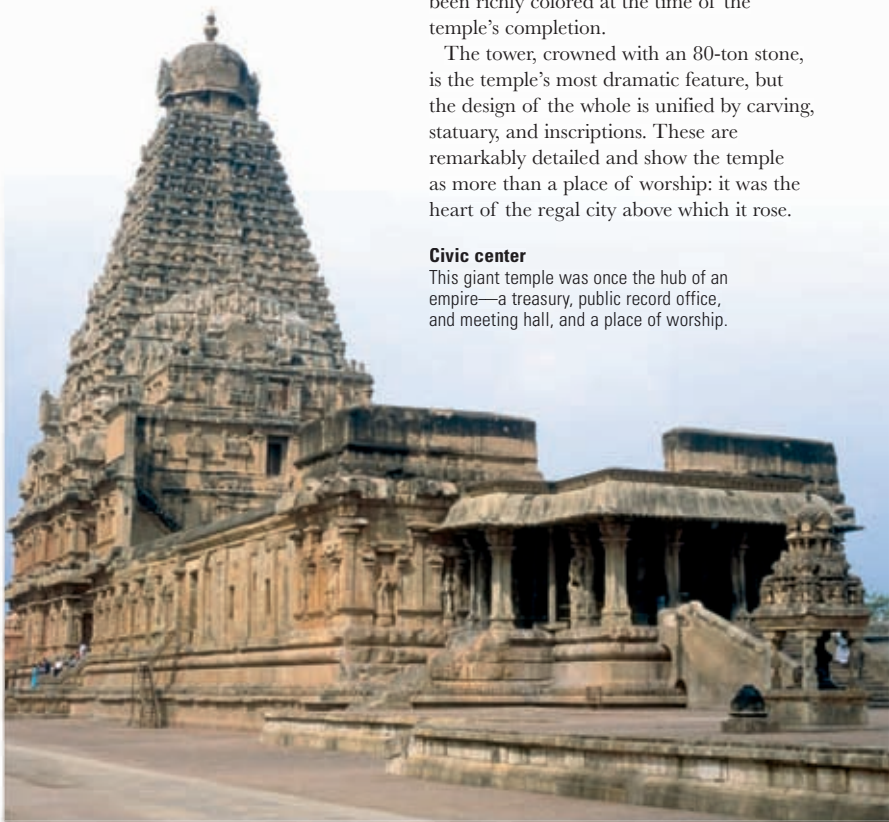 been richly colored at the time of the
temple's completion.
The tower, crowned with an 80-ton stone,
is the temple's most dramatic feature, but
the design of the whole is unified by carving,
statuary, and inscriptions. These are
remarkably detailed and show the temple
as more than a place of worship: it was the
heart of the regal city above which it rose.
Civic center
This giant temple was once the hub of an
empire—a treasury, public record office,
and meeting hall, and a place of worship.